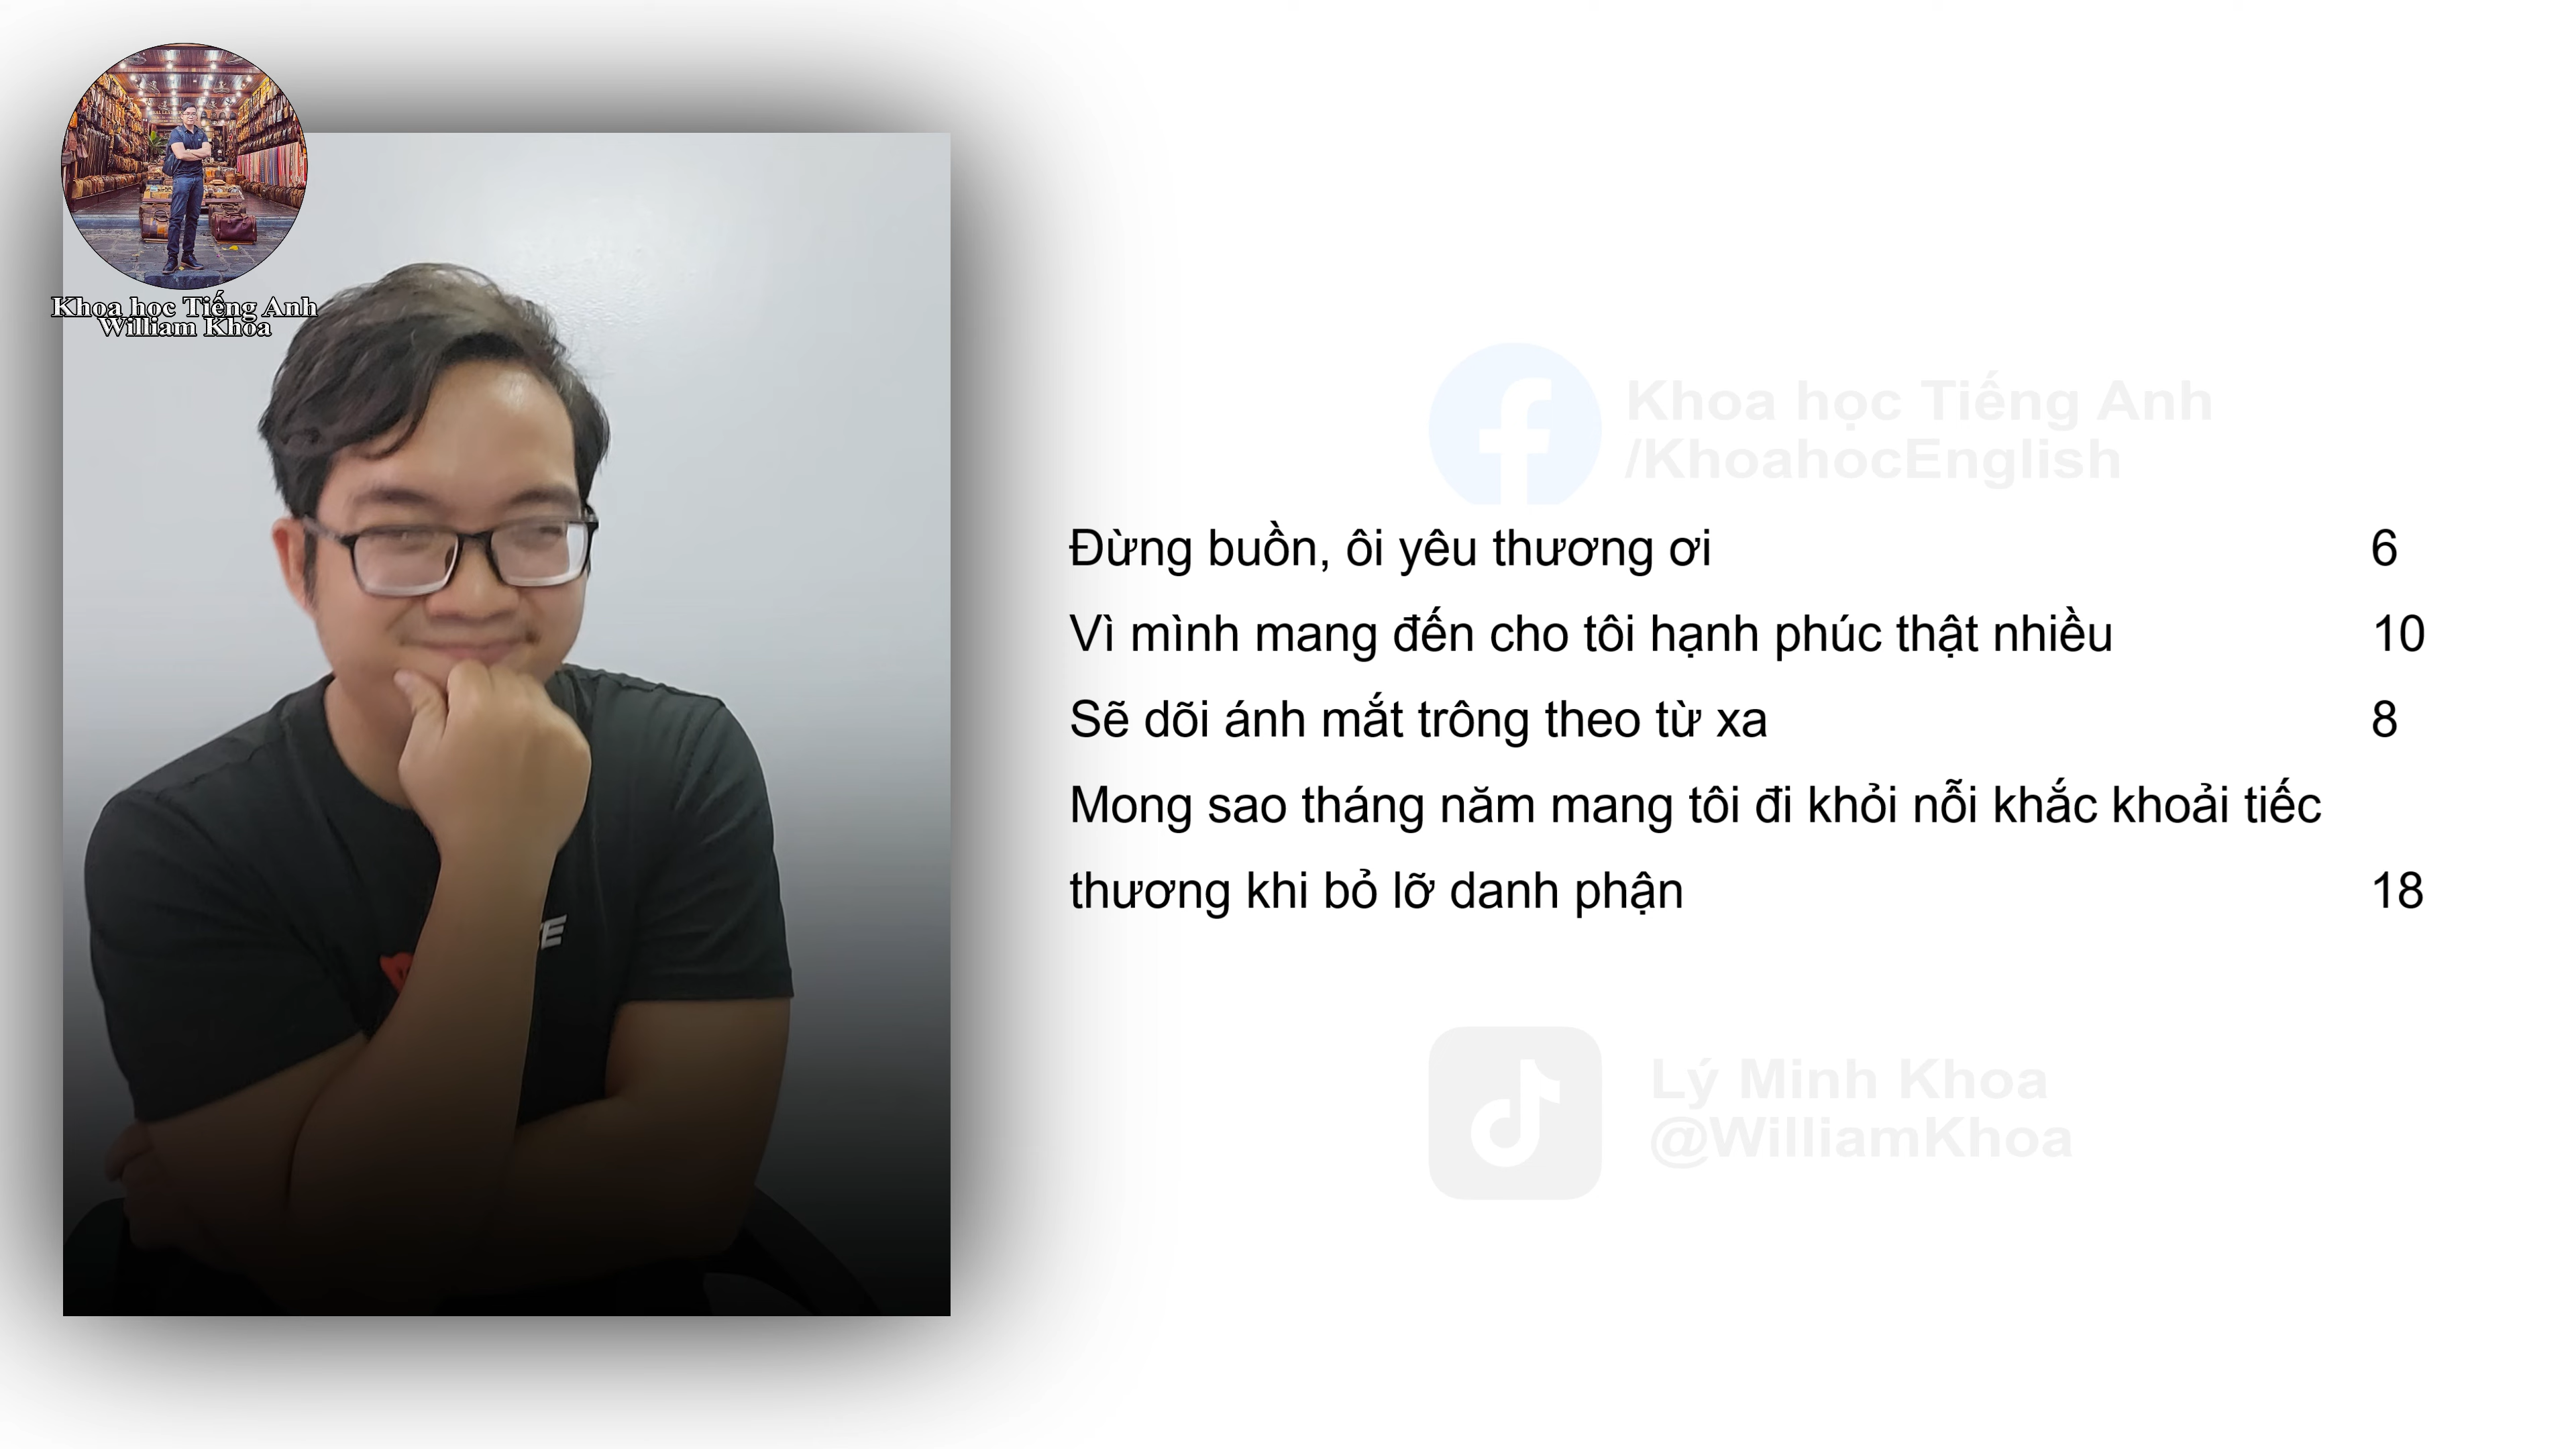 Khoa học Tiếng Anh
William Khoa
Khoa học Tiếng Anh
/KhoahocEnglish
Đừng buồn, ôi yêu thương ơi 6
Vì mình mang đến cho tôi hạnh phúc thật nhiều 10
Sẽ dõi ánh mắt trông theo từ xa 8
Mong sao tháng năm mang tôi đi khỏi nỗi khắc khoải tiếc
thương khi bỏ lỡ danh phận 18
Lý Minh Khoa
@WilliamKhoa